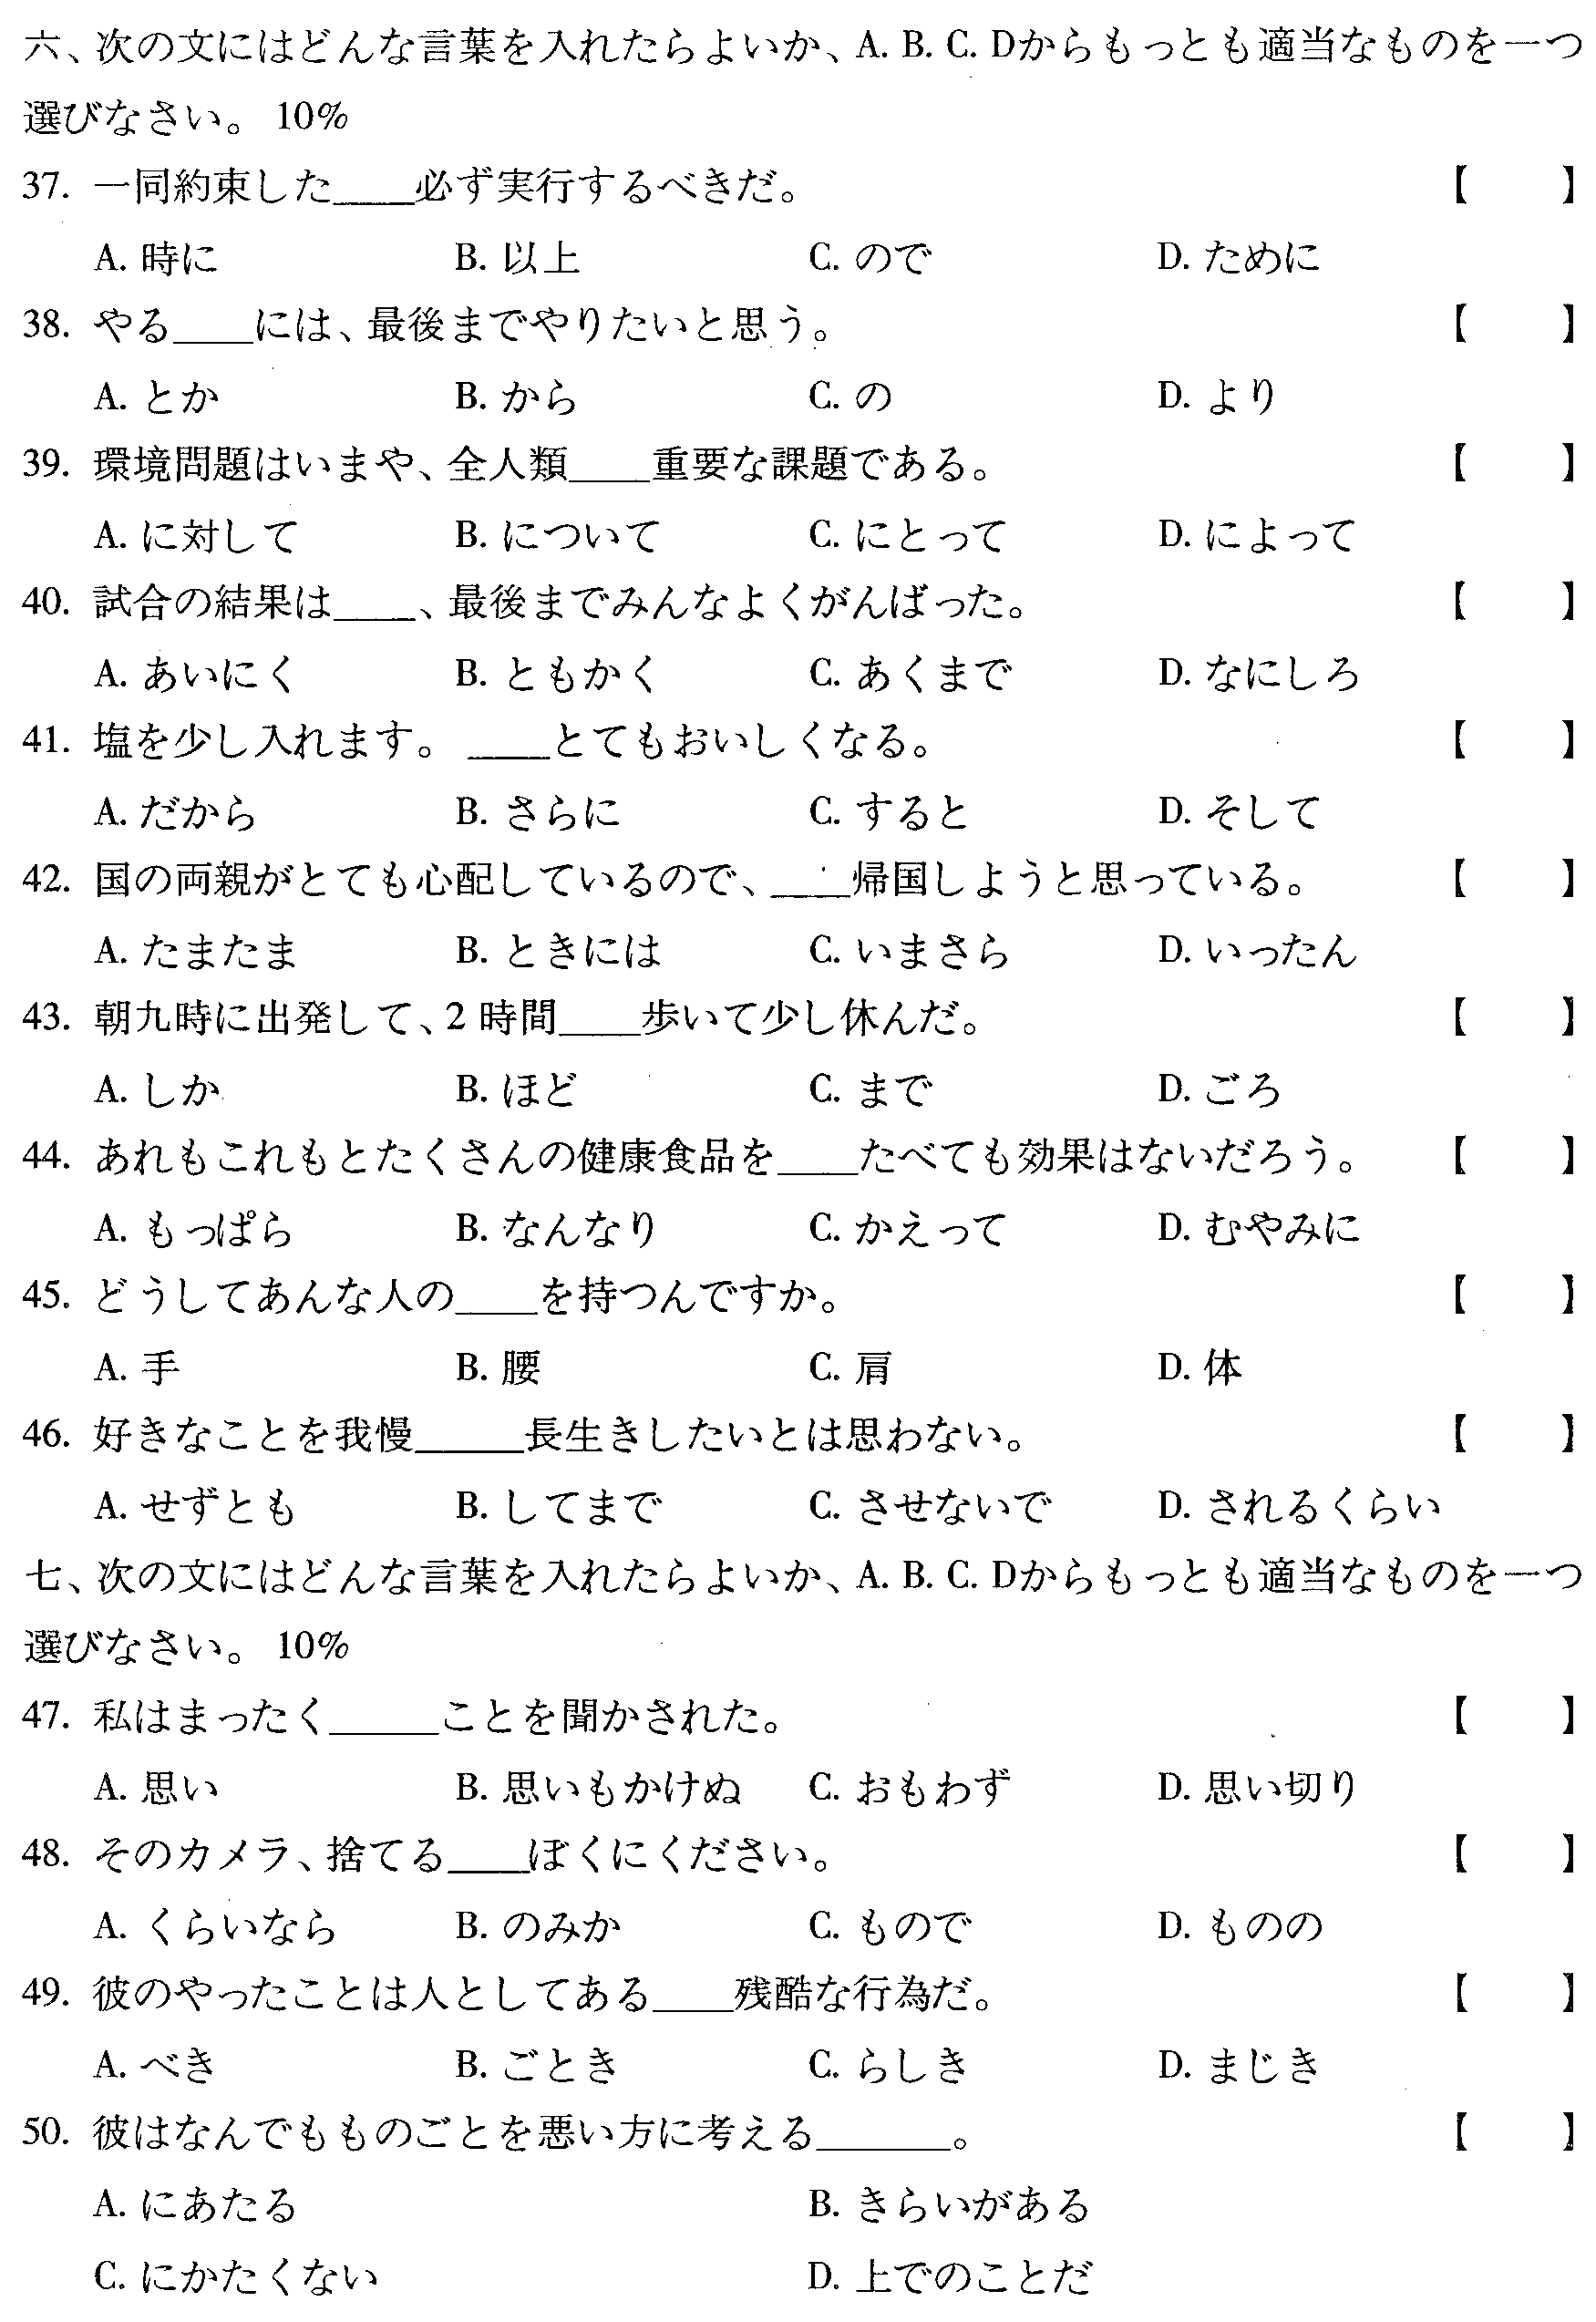 六、次の文にはどんな言葉を入れたらよいか、A. B. C. Dからもっとも適当なものを一つ
選びなさい。 10%
37. 一同約束した____必ず実行するべきだ。 【 】
A. 時に B. 以上 C. ので D. ために
38. やる____には、最後までやりたいと思う。 【 】
A. とか B. から C. の D. より
39. 環境問題はいまや、全人類____重要な課題である。 【 】
A. に対して B. について C. にとって D. によって
40. 試合の結果は____、最後までみんなよくがんばった。 【 】
A. あいにく B. ともかく C. あくまで D. なにしろ
41. 塩を少し入れます。 ____とてもおいしくなる。 【 】
A. だから B. さらに C. すると D. そして
42. 国の両親がとても心配しているので、____帰国しようと思っている。 【 】
A. たまたま B. ときには C. いまさら D. いったん
43. 朝九時に出発して、2 時間____歩いて少し休んだ。 【 】
A. しか B. ほど C. まで D. ごろ
44. あれもこれもとたくさんの健康食品を____たべても効果はないだろう。 【 】
A. もっぱら B. なんなり C. かえって D. むやみに
45. どうしてあんな人の____を持つんですか。 【 】
A. 手 B. 腰 C. 肩 D. 体
46. 好きなことを我慢_____長生きしたいとは思わない。 【 】
A. せずとも B. してまで C. させないで D. されるくらい
七、次の文にはどんな言葉を入れたらよいか、A. B. C. Dからもっとも適当なものを一つ
選びなさい。 10%
47. 私はまったく_____ことを聞かされた。 【 】
A. 思い B. 思いもかけぬ C. おもわず D. 思い切り
48. そのカメラ、捨てる____ぼくにください。 【 】
A. くらいなら B. のみか C. もので D. ものの
49. 彼のやったことは人としてある____残酷な行為だ。 【 】
A. べき B. ごとき C. らしき D. まじき
50. 彼はなんでもものごとを悪い方に考える______。 【 】
A. にあたる B. きらいがある
C. にかたくない D. 上でのことだ